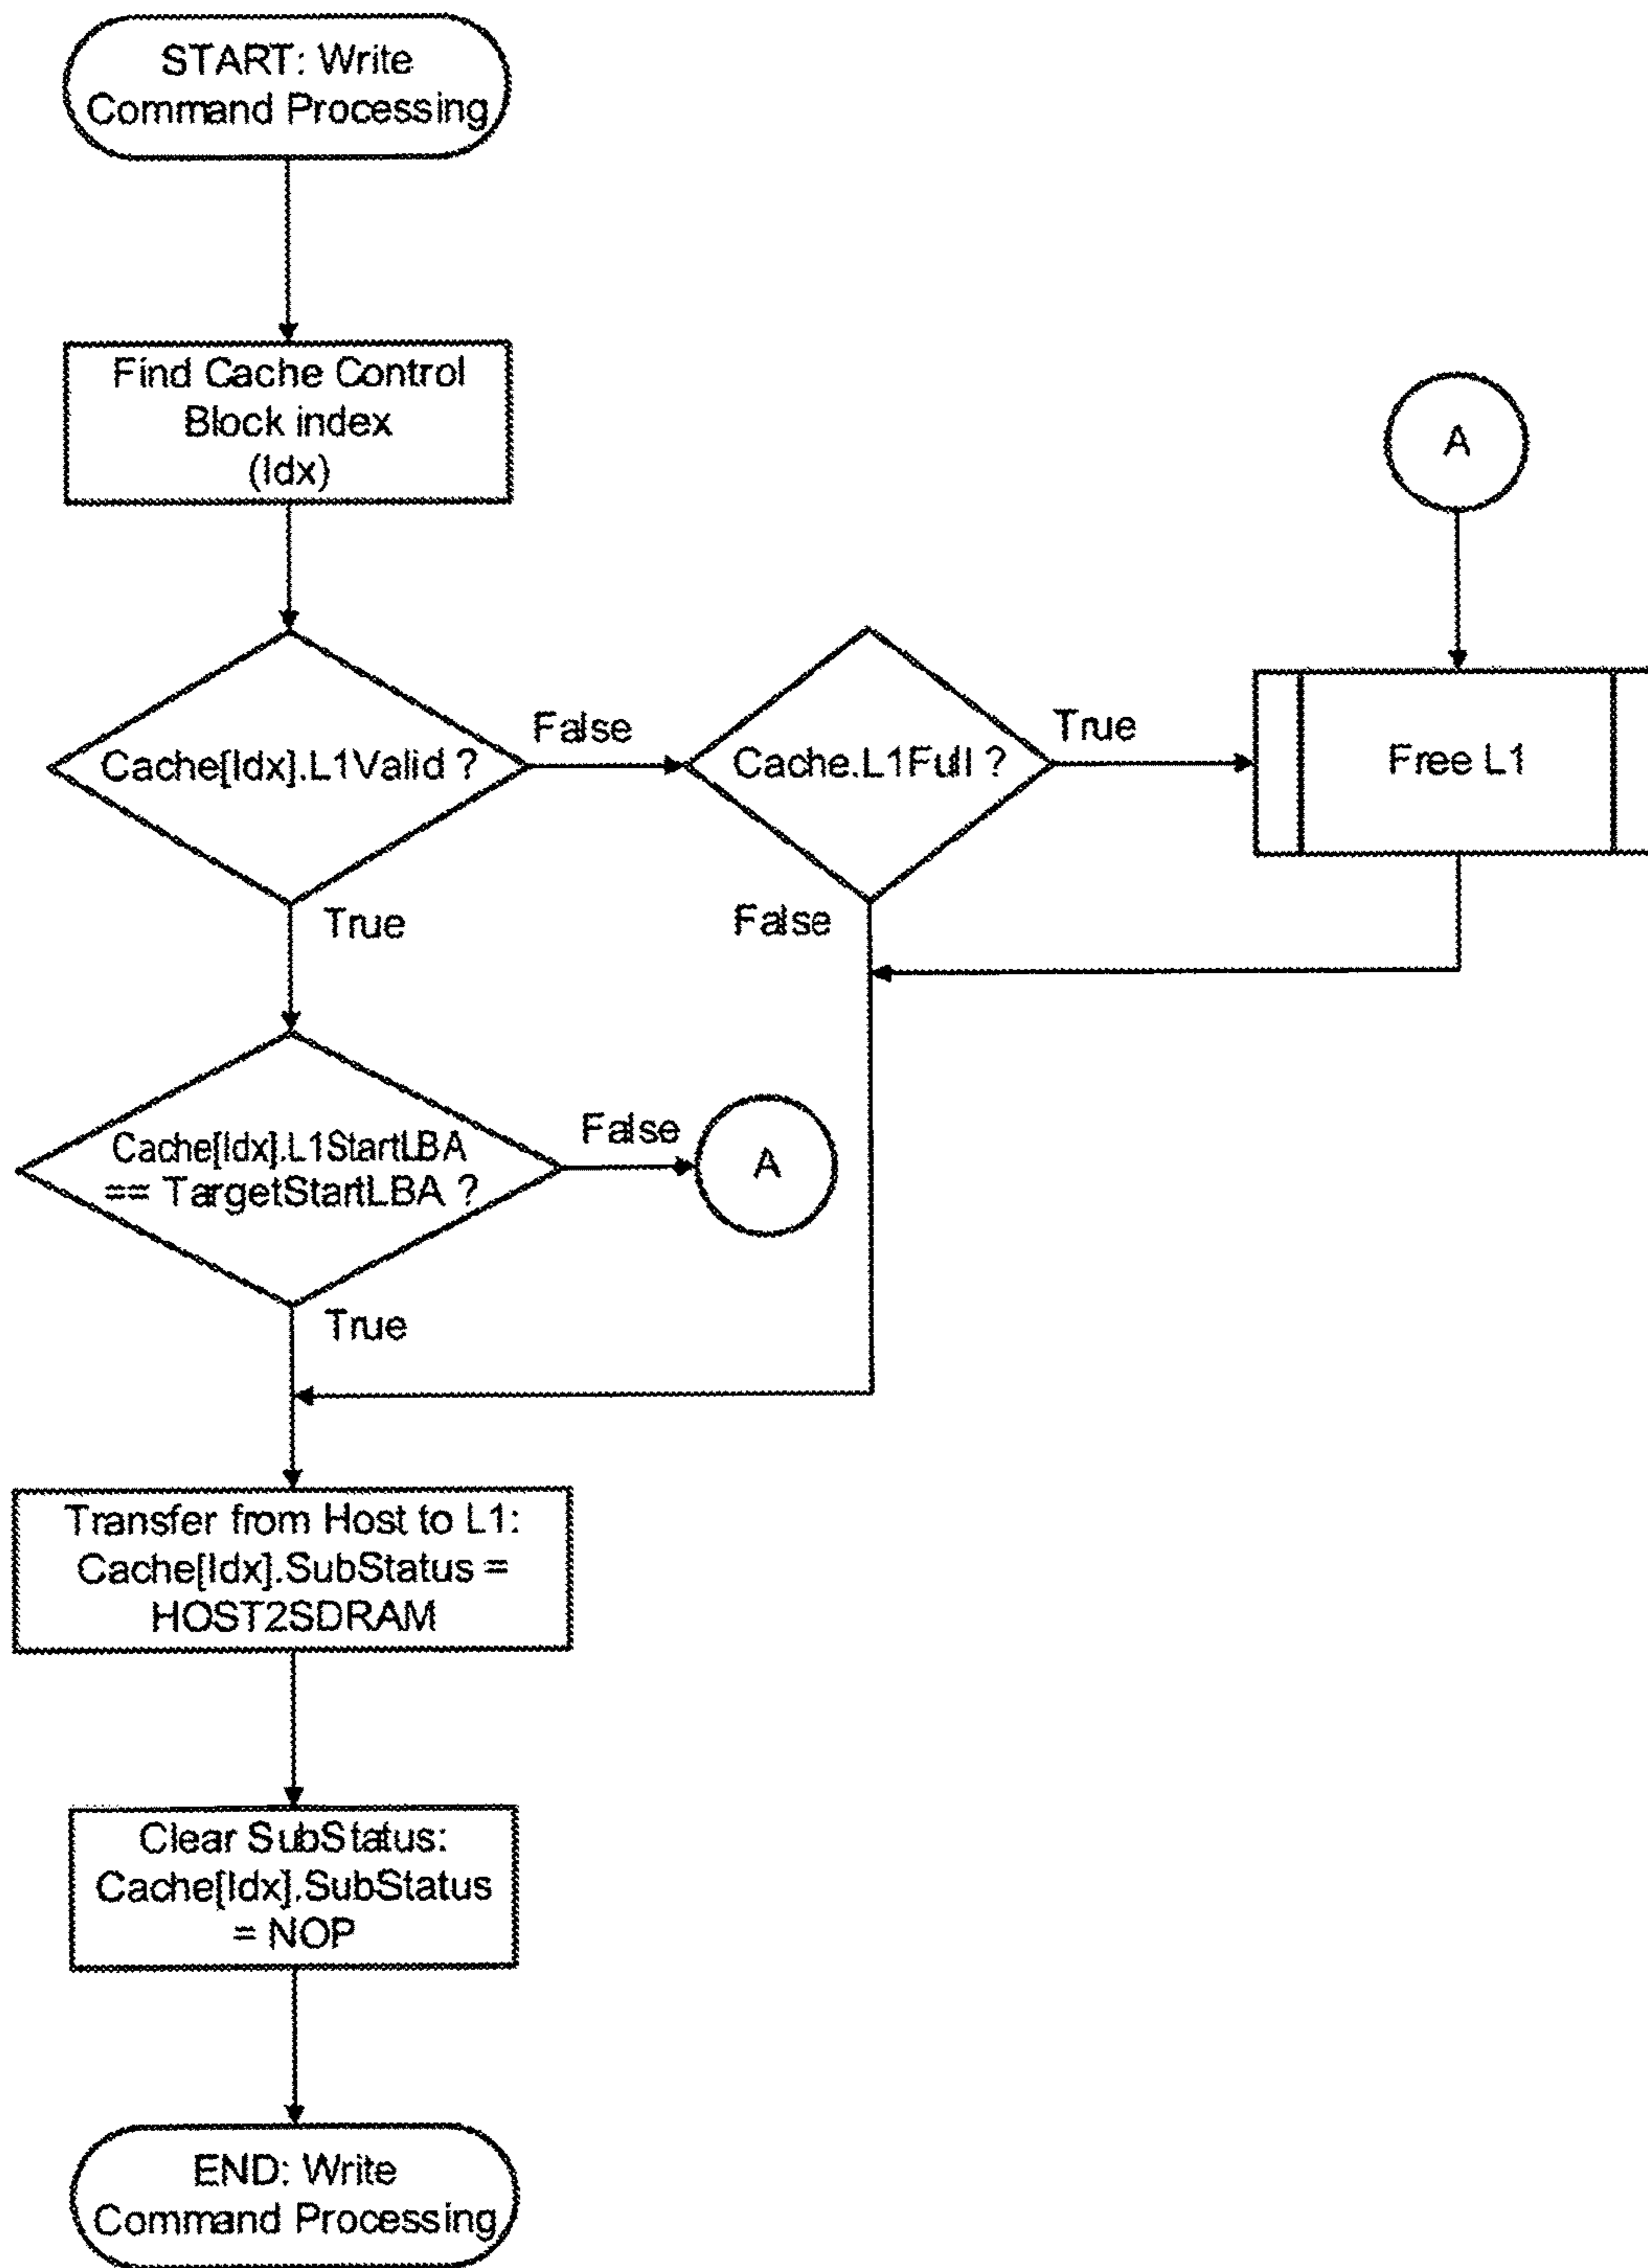 START: Write
Command Processing
Find Cache Control
Block index
(Idx)
A
Cache[Idx].L1Valid ?
False
Cache.L1Full ?
True
Free L1
True
False
Cache[Idx].L1StartLBA
== TargetStartLBA ?
False
A
True
Transfer from Host to L1:
Cache[Idx].SubStatus =
HOST2SDRAM
Clear SubStatus:
Cache[Idx].SubStatus
= NOP
END: Write
Command Processing